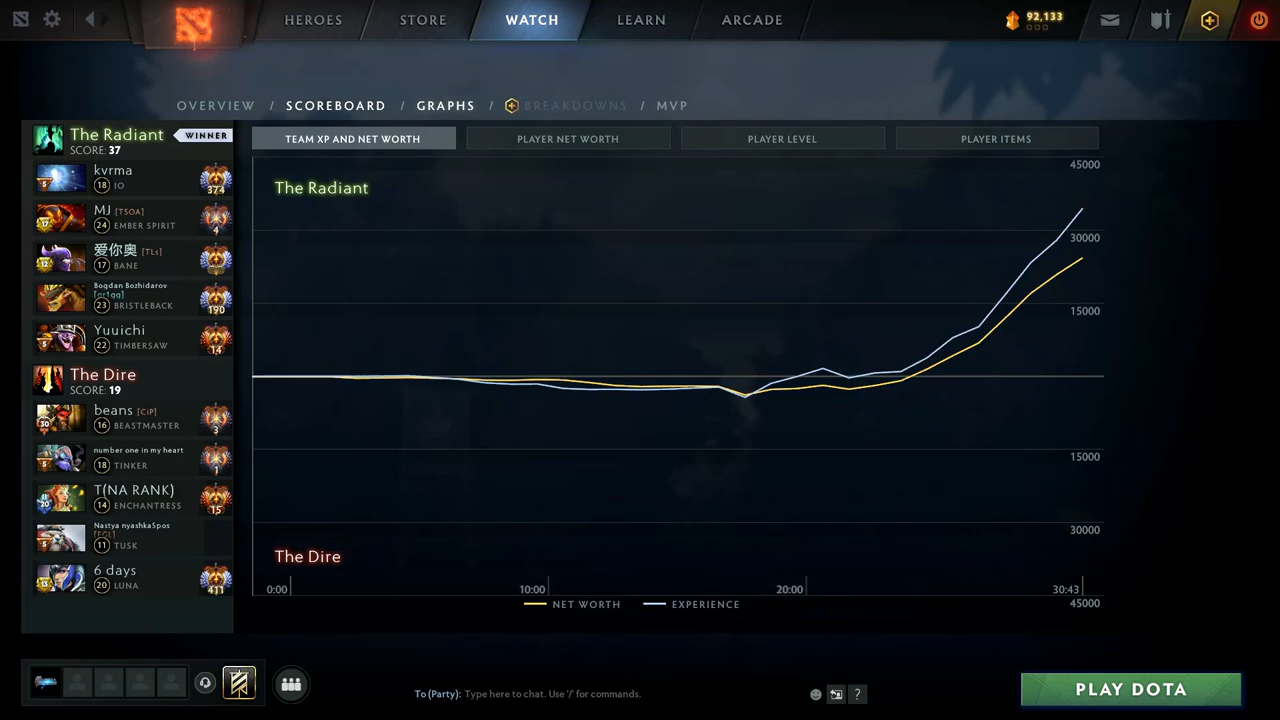 HEROES
STORE
WATCH
LEARN
ARCADE
92,133
OVERVIEW / SCOREBOARD / GRAPHS / BREAKDOWNS / MVP
The Radiant WINNER
SCORE: 37
kvrma
18 IO
374
MJ [TSOA]
24 EMBER SPIRIT
4
爱你奥 [TLs]
17 BANE
Bogdan Bozhidarov
23 BRISTLEBACK
190
Yuuichi
22 TIMBERSAW
14
The Dire
SCORE: 19
beans [CiP]
16 BEASTMASTER
3
number one in my heart
18 TINKER
1
T(NA RANK)
14 ENCHANTRESS
15
Nastya nyashka5pos
11 TUSK
6 days
20 LUNA
411
TEAM XP AND NET WORTH
PLAYER NET WORTH
PLAYER LEVEL
PLAYER ITEMS
The Radiant
45000
30000
15000
15000
30000
45000
The Dire
0:00
10:00
20:00
30:43
NET WORTH
EXPERIENCE
To (Party): Type here to chat. Use '/' for commands.
?
PLAY DOTA